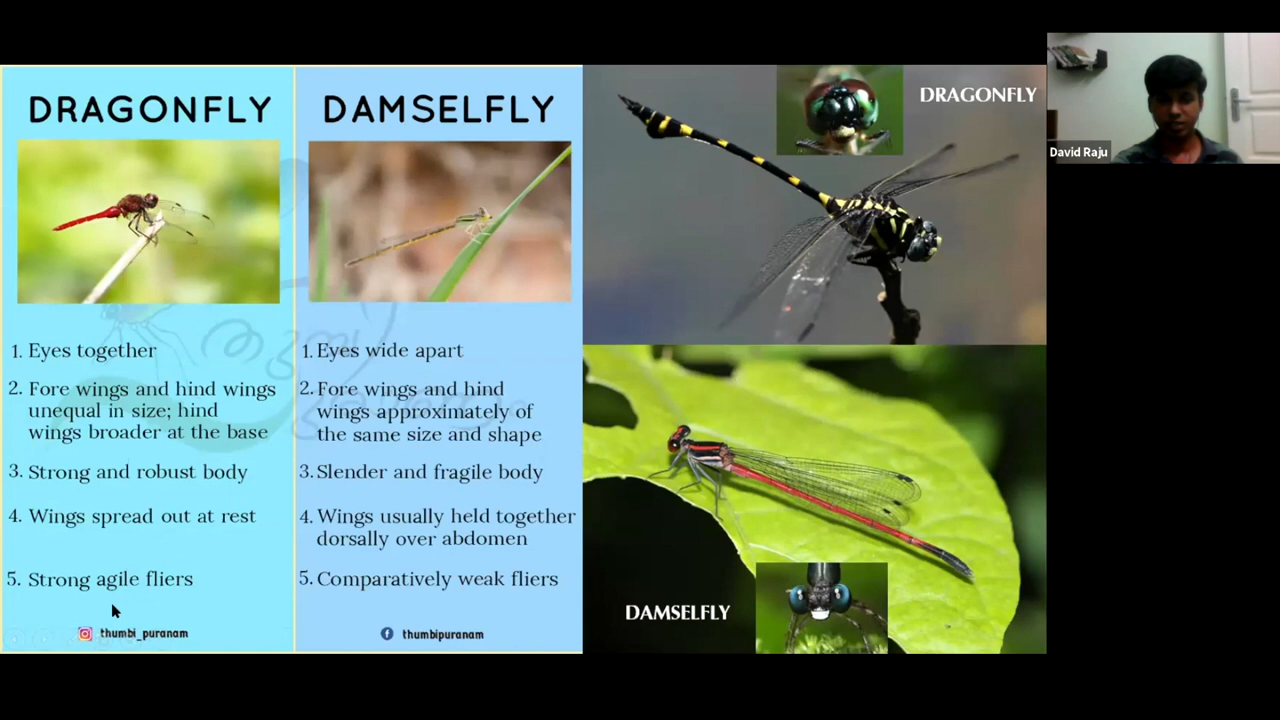 DRAGONFLY
1. Eyes together
2. Fore wings and hind wings
unequal in size; hind
wings broader at the base
3. Strong and robust body
4. Wings spread out at rest
5. Strong agile fliers
thumbi_puranam
DAMSELFLY
1. Eyes wide apart
2. Fore wings and hind
wings approximately of
the same size and shape
3. Slender and fragile body
4. Wings usually held together
dorsally over abdomen
5. Comparatively weak fliers
f thumbipuranam
DRAGONFLY
DAMSELFLY
David Raju